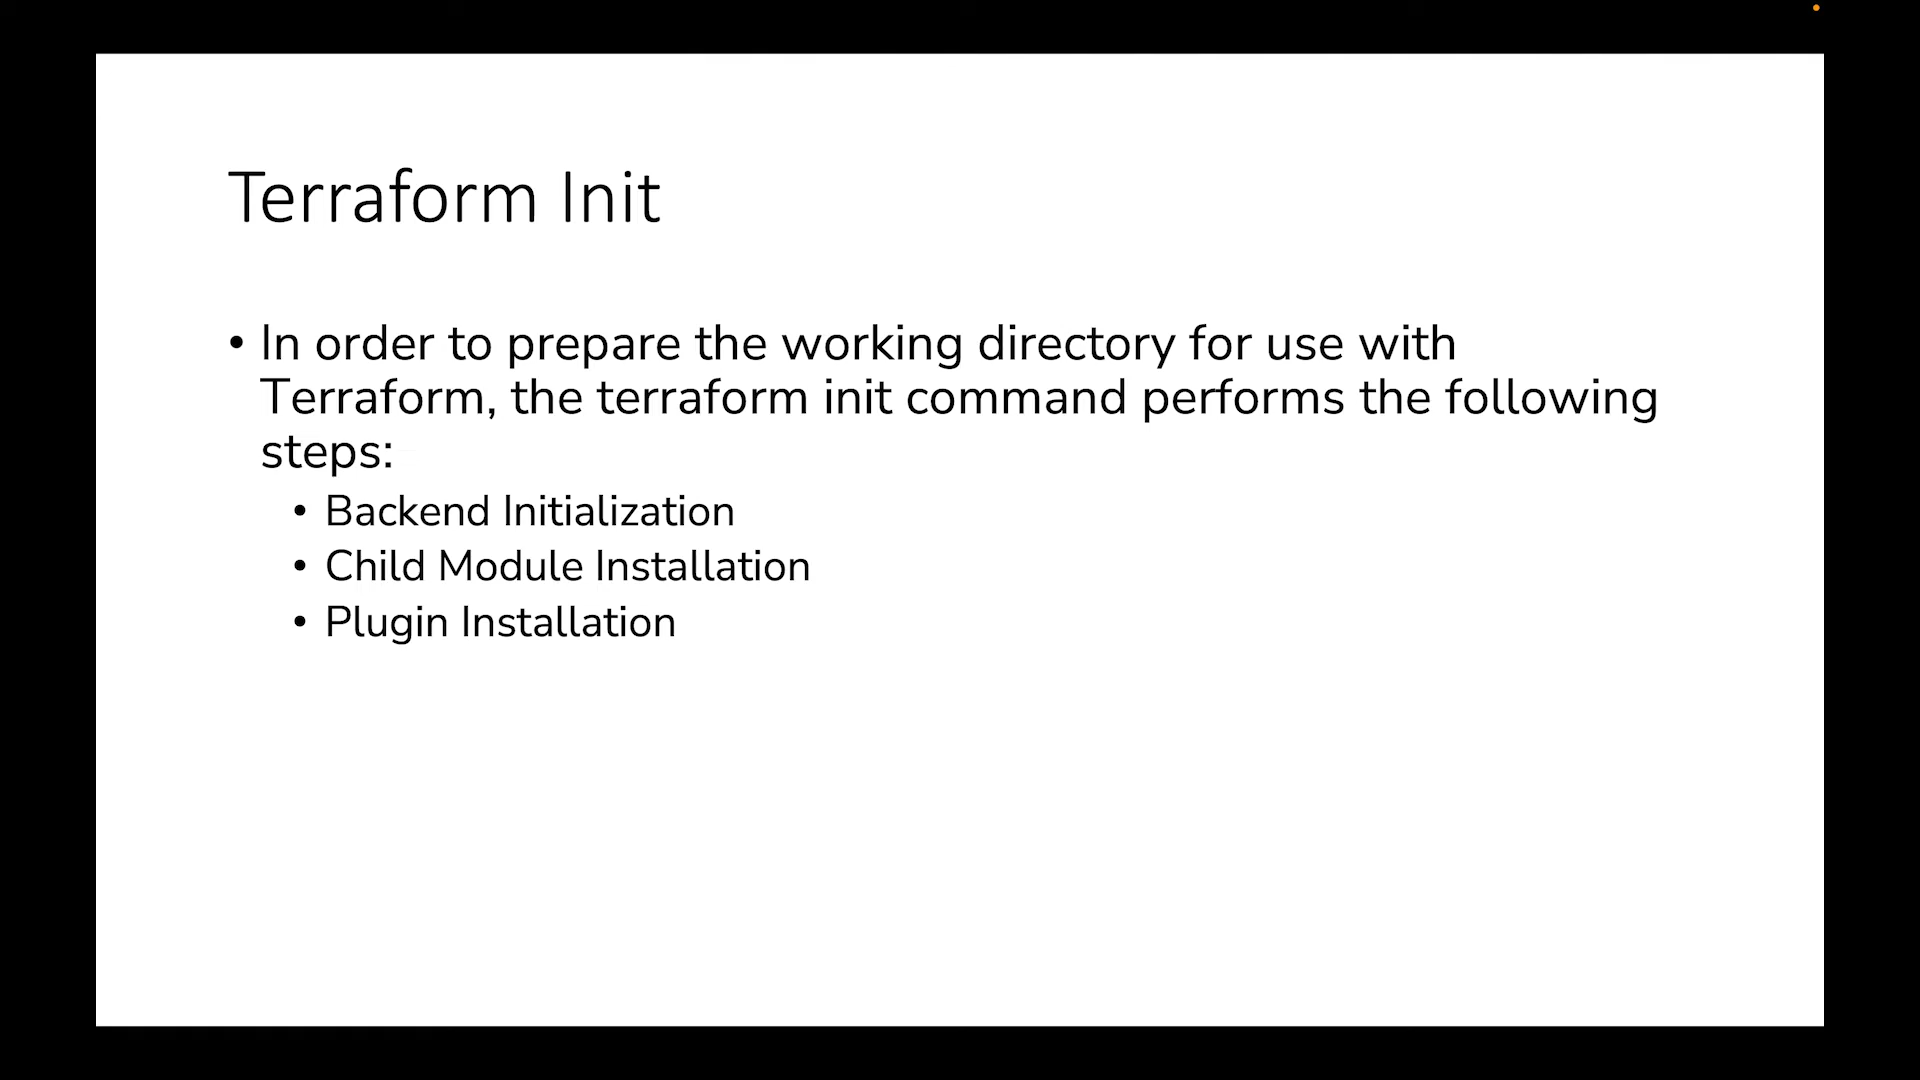 Terraform Init
• In order to prepare the working directory for use with
Terraform, the terraform init command performs the following
steps:
• Backend Initialization
• Child Module Installation
• Plugin Installation